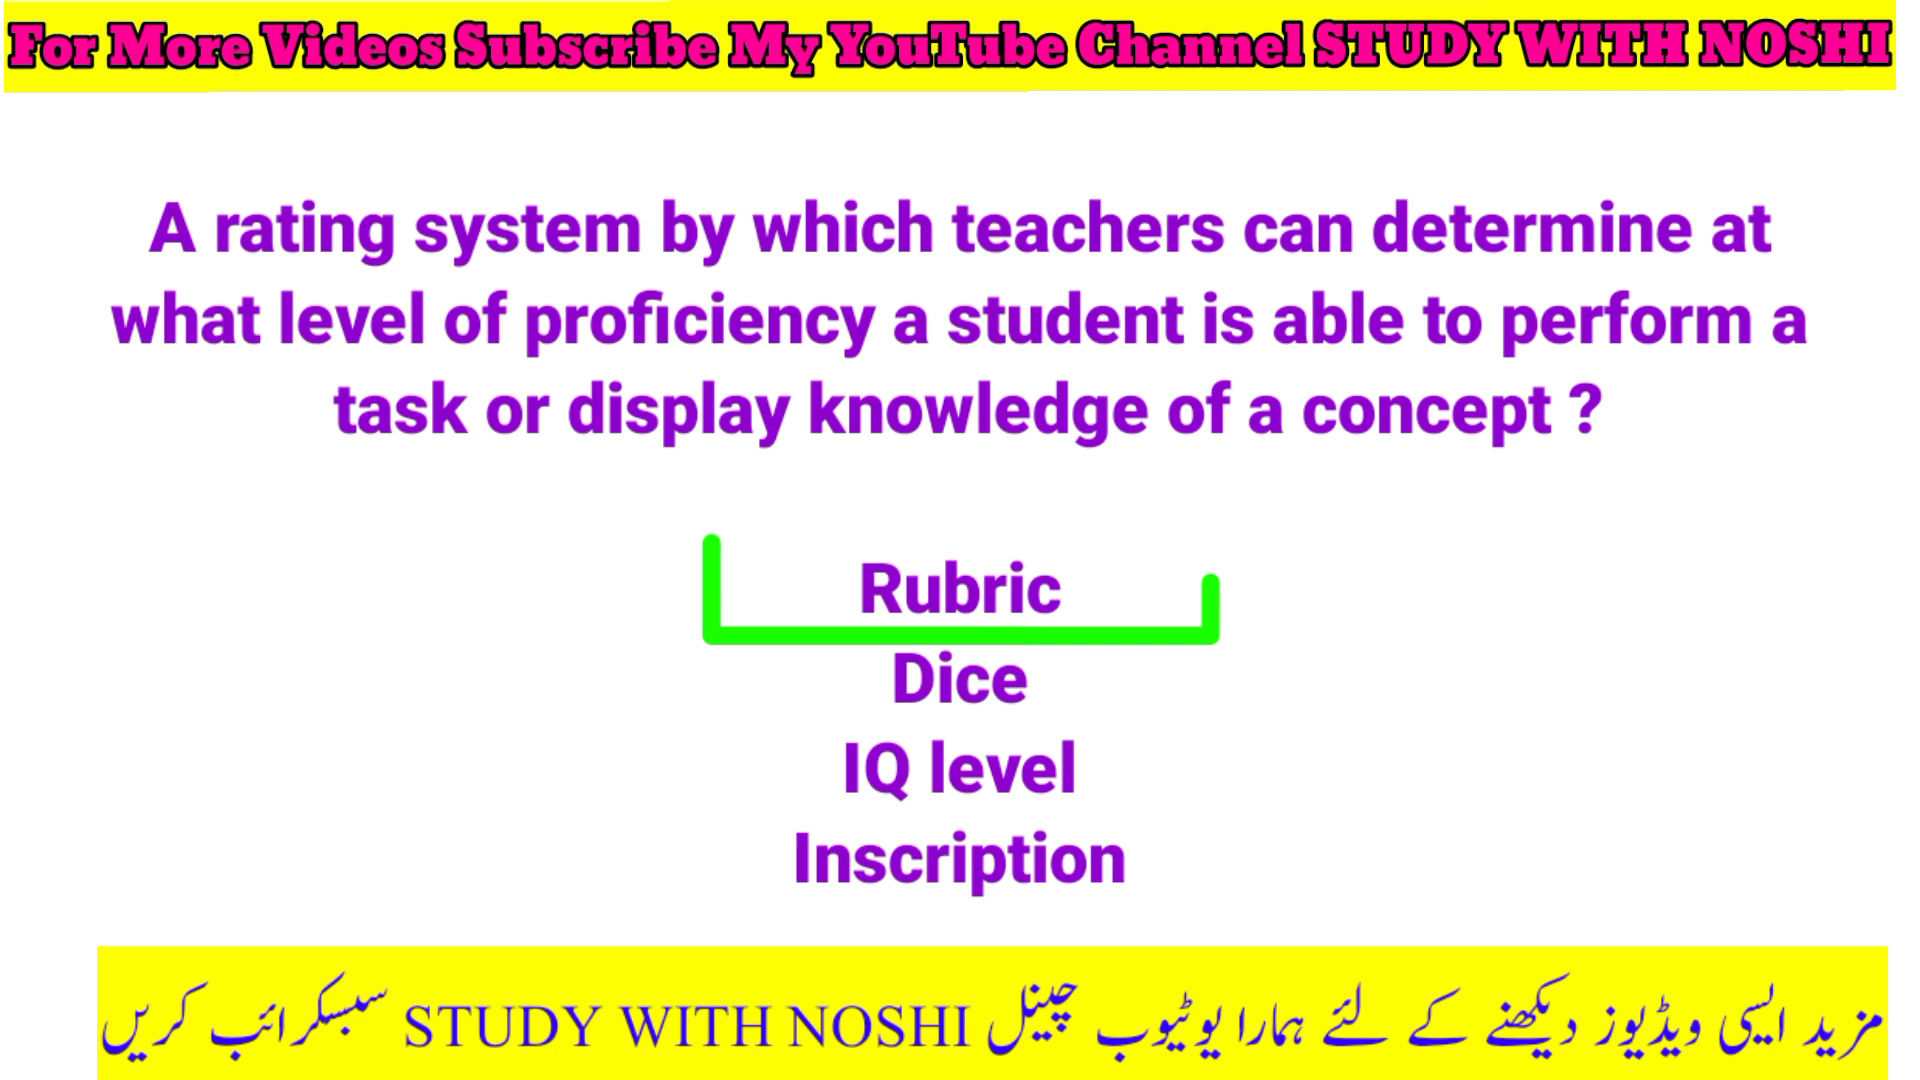 For More Videos Subscribe My YouTube Channel STUDY WITH NOSHI
A rating system by which teachers can determine at
what level of proficiency a student is able to perform a
task or display knowledge of a concept ?
Rubric
Dice
IQ level
Inscription
مزید ایسی ویڈیوز دیکھنے کے لئے ہمارا یوٹیوب چینل STUDY WITH NOSHI سبسکرائب کریں